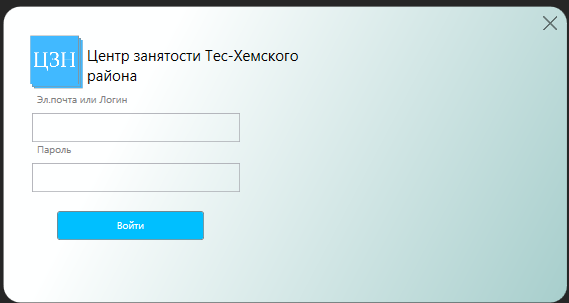 ЦЗН
Центр занятости Тес-Хемского
района
Эл.почта или Логин
Пароль
Войти